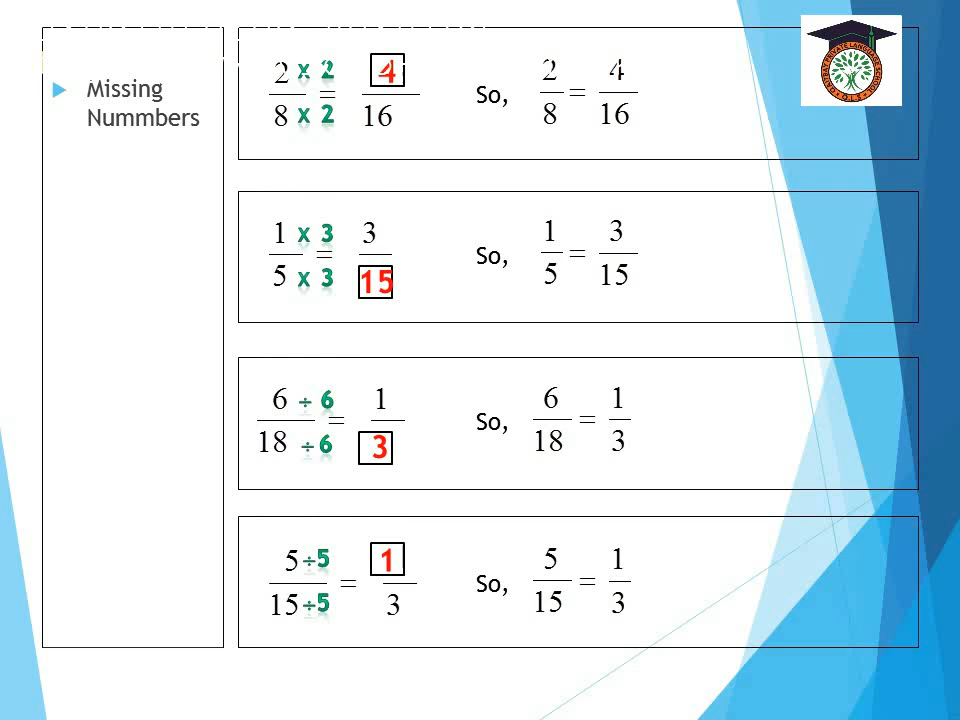 Missing
Nummbers
2 x 2 = 4
8 x 2 16
So, 2/8 = 4/16
1 x 3 = 3
5 x 3 15
So, 1/5 = 3/15
6 ÷ 6 = 1
18 ÷ 6 3
So, 6/18 = 1/3
5 ÷5 = 1
15 ÷5 3
So, 5/15 = 1/3